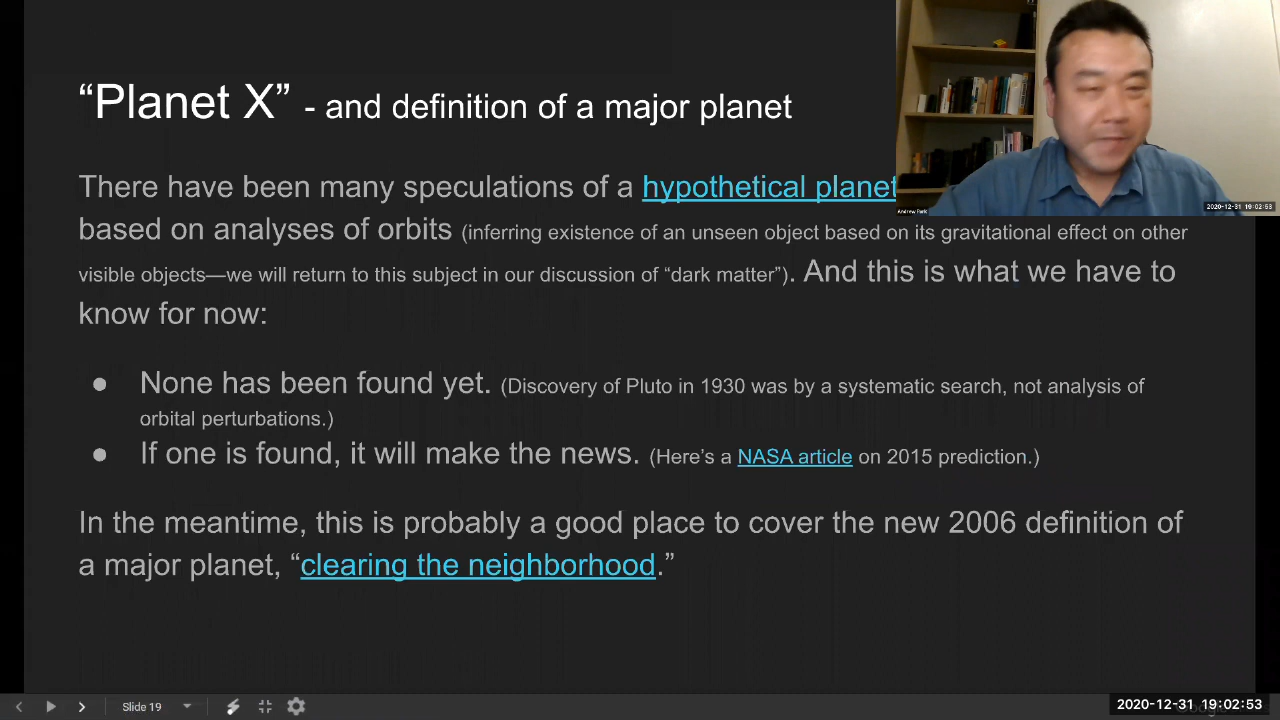 “Planet X” - and definition of a major planet
There have been many speculations of a hypothetical planet
based on analyses of orbits (inferring existence of an unseen object based on its gravitational effect on other
visible objects—we will return to this subject in our discussion of “dark matter”). And this is what we have to
know for now:
● None has been found yet. (Discovery of Pluto in 1930 was by a systematic search, not analysis of
orbital perturbations.)
● If one is found, it will make the news. (Here’s a NASA article on 2015 prediction.)
In the meantime, this is probably a good place to cover the new 2006 definition of
a major planet, “clearing the neighborhood.”
Andrew Park
2020-12-31 19:02:53
Slide 19
2020-12-31 19:02:53